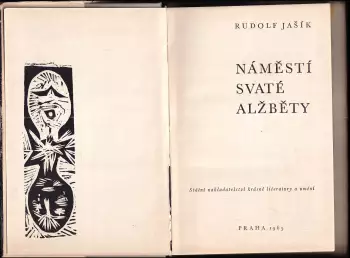 RUDOLF JAŠÍK
NÁMĚSTÍ
SVATÉ
ALŽBĚTY
Státní nakladatelství krásné literatury a umění
PRAHA, 1963